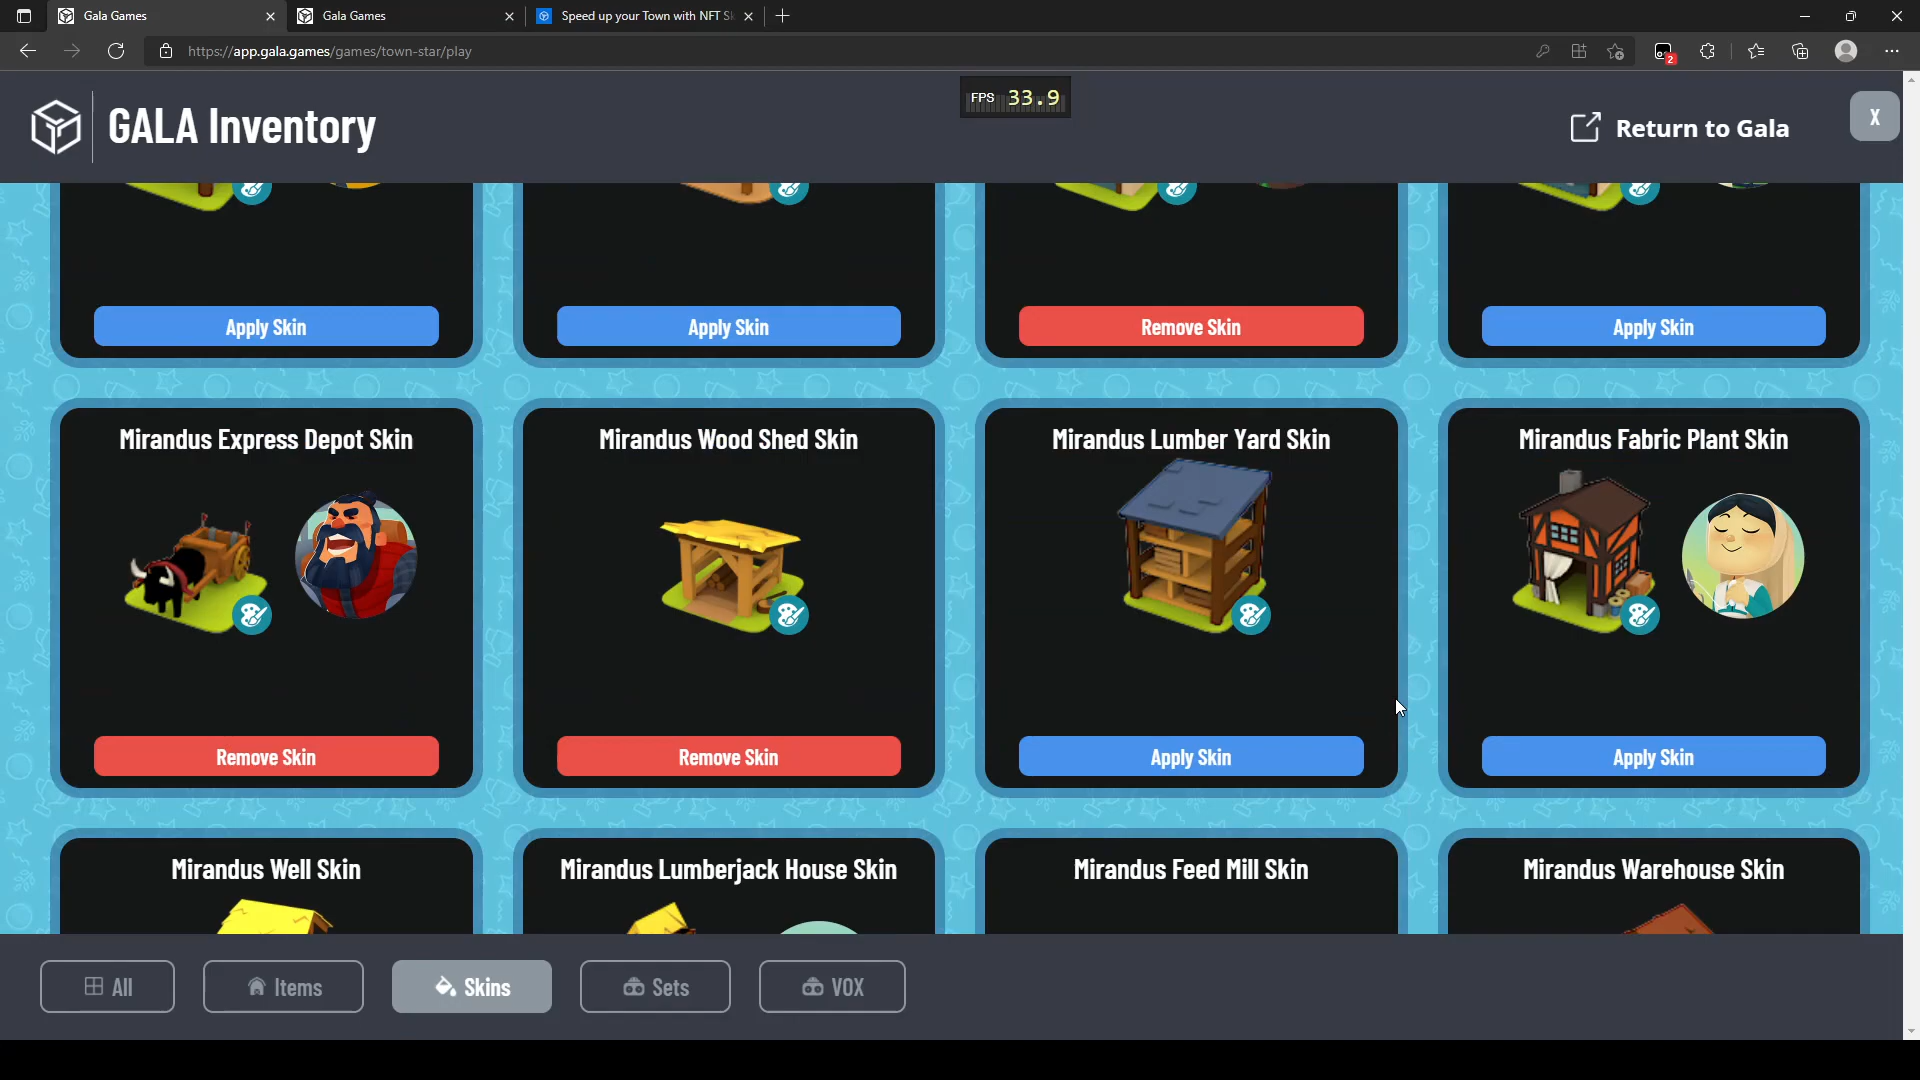 Gala Games
Gala Games
Speed up your Town with NFT Sk
https://app.gala.games/games/town-star/play
2
GALA Inventory
FPS 33.9
Return to Gala
X
Apply Skin
Apply Skin
Remove Skin
Apply Skin
Mirandus Express Depot Skin
Mirandus Wood Shed Skin
Mirandus Lumber Yard Skin
Mirandus Fabric Plant Skin
Remove Skin
Remove Skin
Apply Skin
Apply Skin
Mirandus Well Skin
Mirandus Lumberjack House Skin
Mirandus Feed Mill Skin
Mirandus Warehouse Skin
All
Items
Skins
Sets
VOX